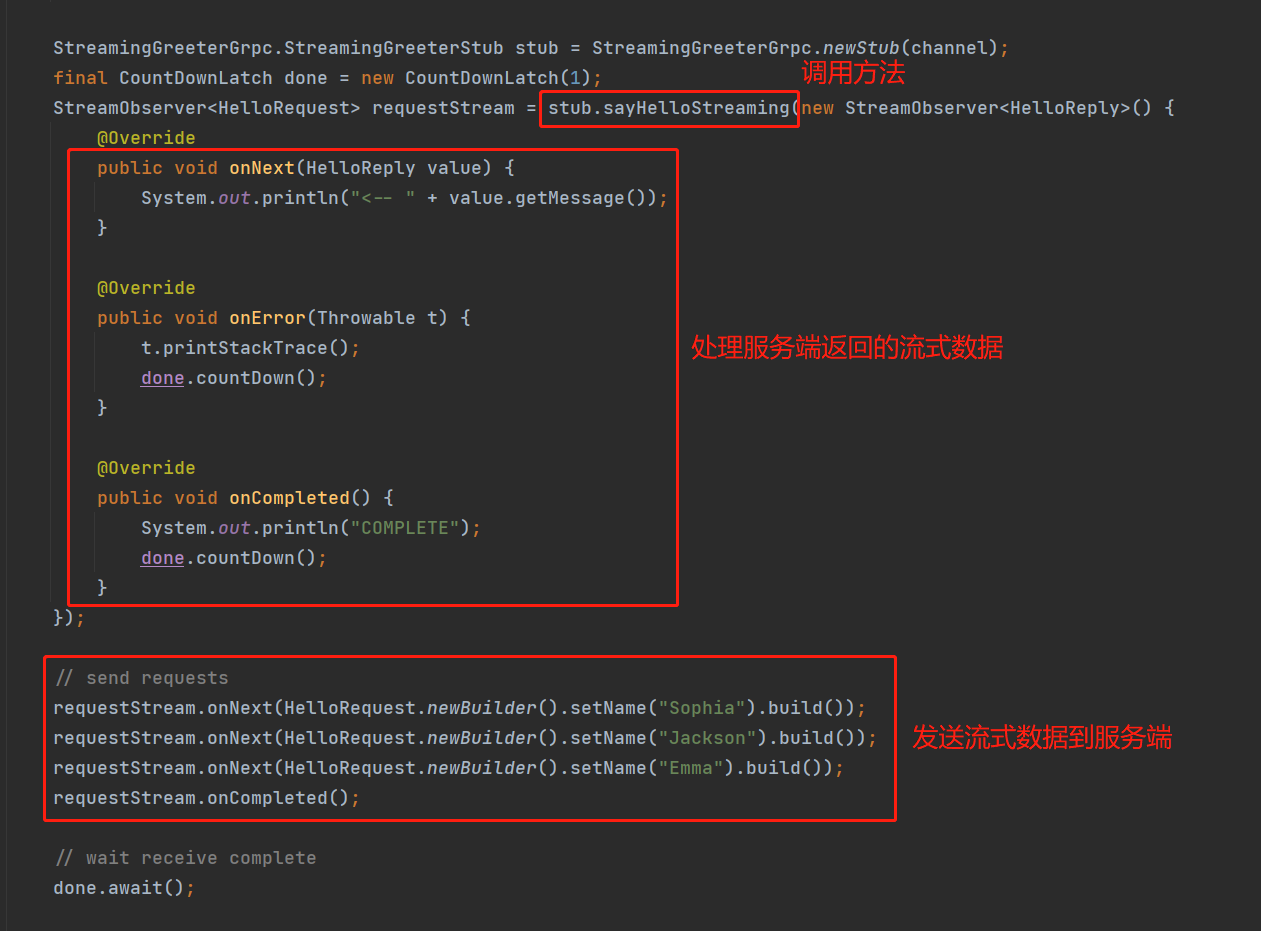 StreamingGreeterGrpc.StreamingGreeterStub stub = StreamingGreeterGrpc.newStub(channel);
final CountDownLatch done = new CountDownLatch(1);
调用方法
StreamObserver<HelloRequest> requestStream = stub.sayHelloStreaming(new StreamObserver<HelloReply>() {
@Override
public void onNext(HelloReply value) {
System.out.println("<-- " + value.getMessage());
}
@Override
public void onError(Throwable t) {
t.printStackTrace();
处理服务端返回的流式数据
done.countDown();
}
@Override
public void onCompleted() {
System.out.println("COMPLETE");
done.countDown();
}
});
// send requests
requestStream.onNext(HelloRequest.newBuilder().setName("Sophia").build());
requestStream.onNext(HelloRequest.newBuilder().setName("Jackson").build());
发送流式数据到服务端
requestStream.onNext(HelloRequest.newBuilder().setName("Emma").build());
requestStream.onCompleted();
// wait receive complete
done.await();